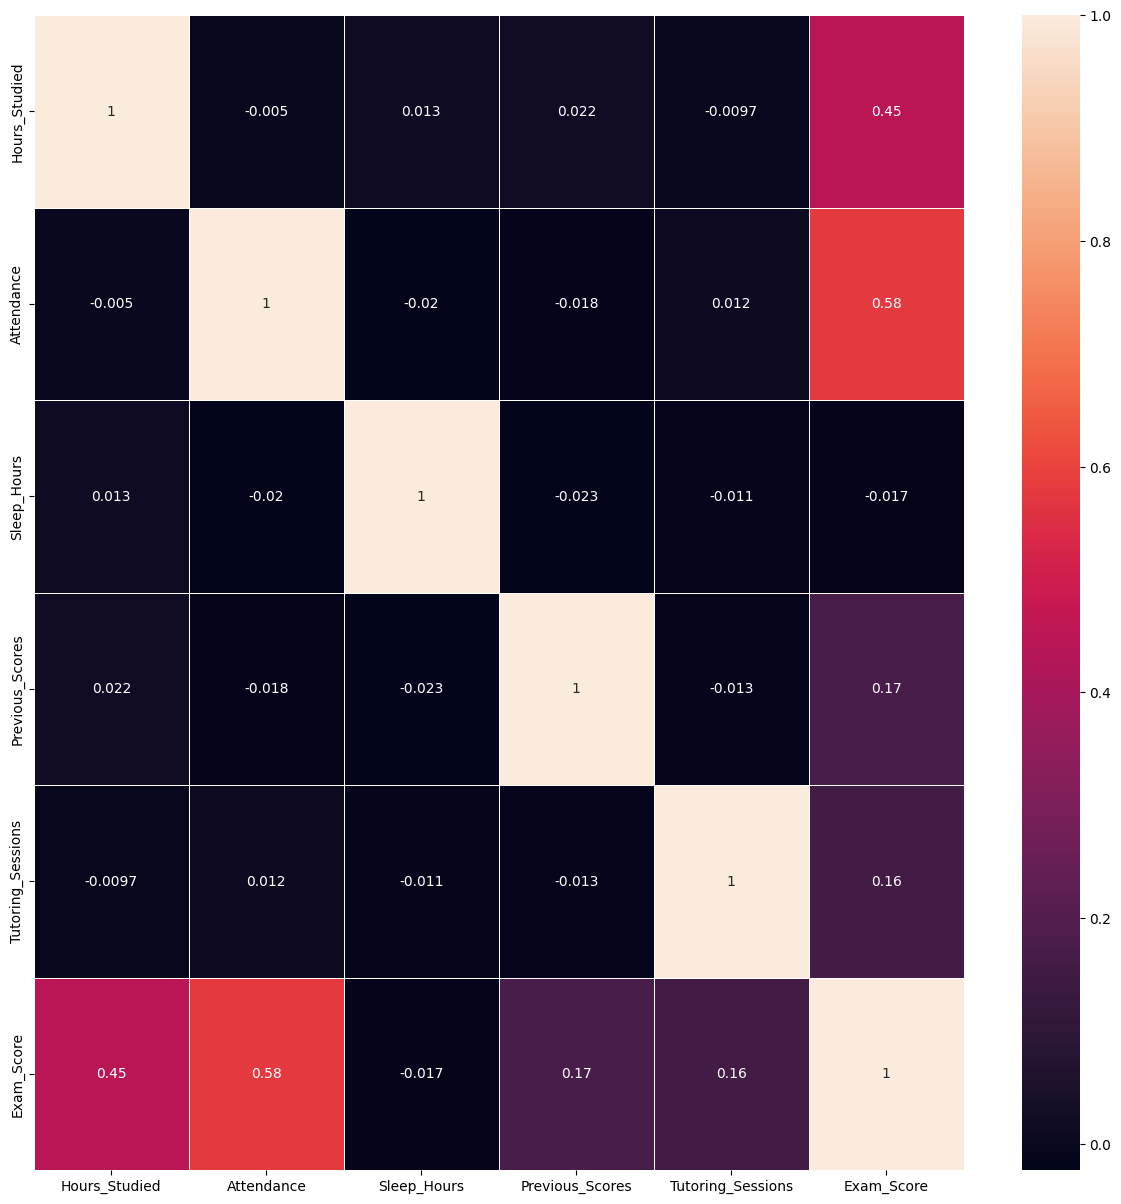 1.0
Hours_Studied 1 -0.005 0.013 0.022 -0.0097 0.45
0.8
Attendance -0.005 1 -0.02 -0.018 0.012 0.58
0.6
Sleep_Hours 0.013 -0.02 1 -0.023 -0.011 -0.017
Previous_Scores 0.022 -0.018 -0.023 1 -0.013 0.17
0.4
Tutoring_Sessions -0.0097 0.012 -0.011 -0.013 1 0.16
0.2
Exam_Score 0.45 0.58 -0.017 0.17 0.16 1
0.0
Hours_Studied Attendance Sleep_Hours Previous_Scores Tutoring_Sessions Exam_Score